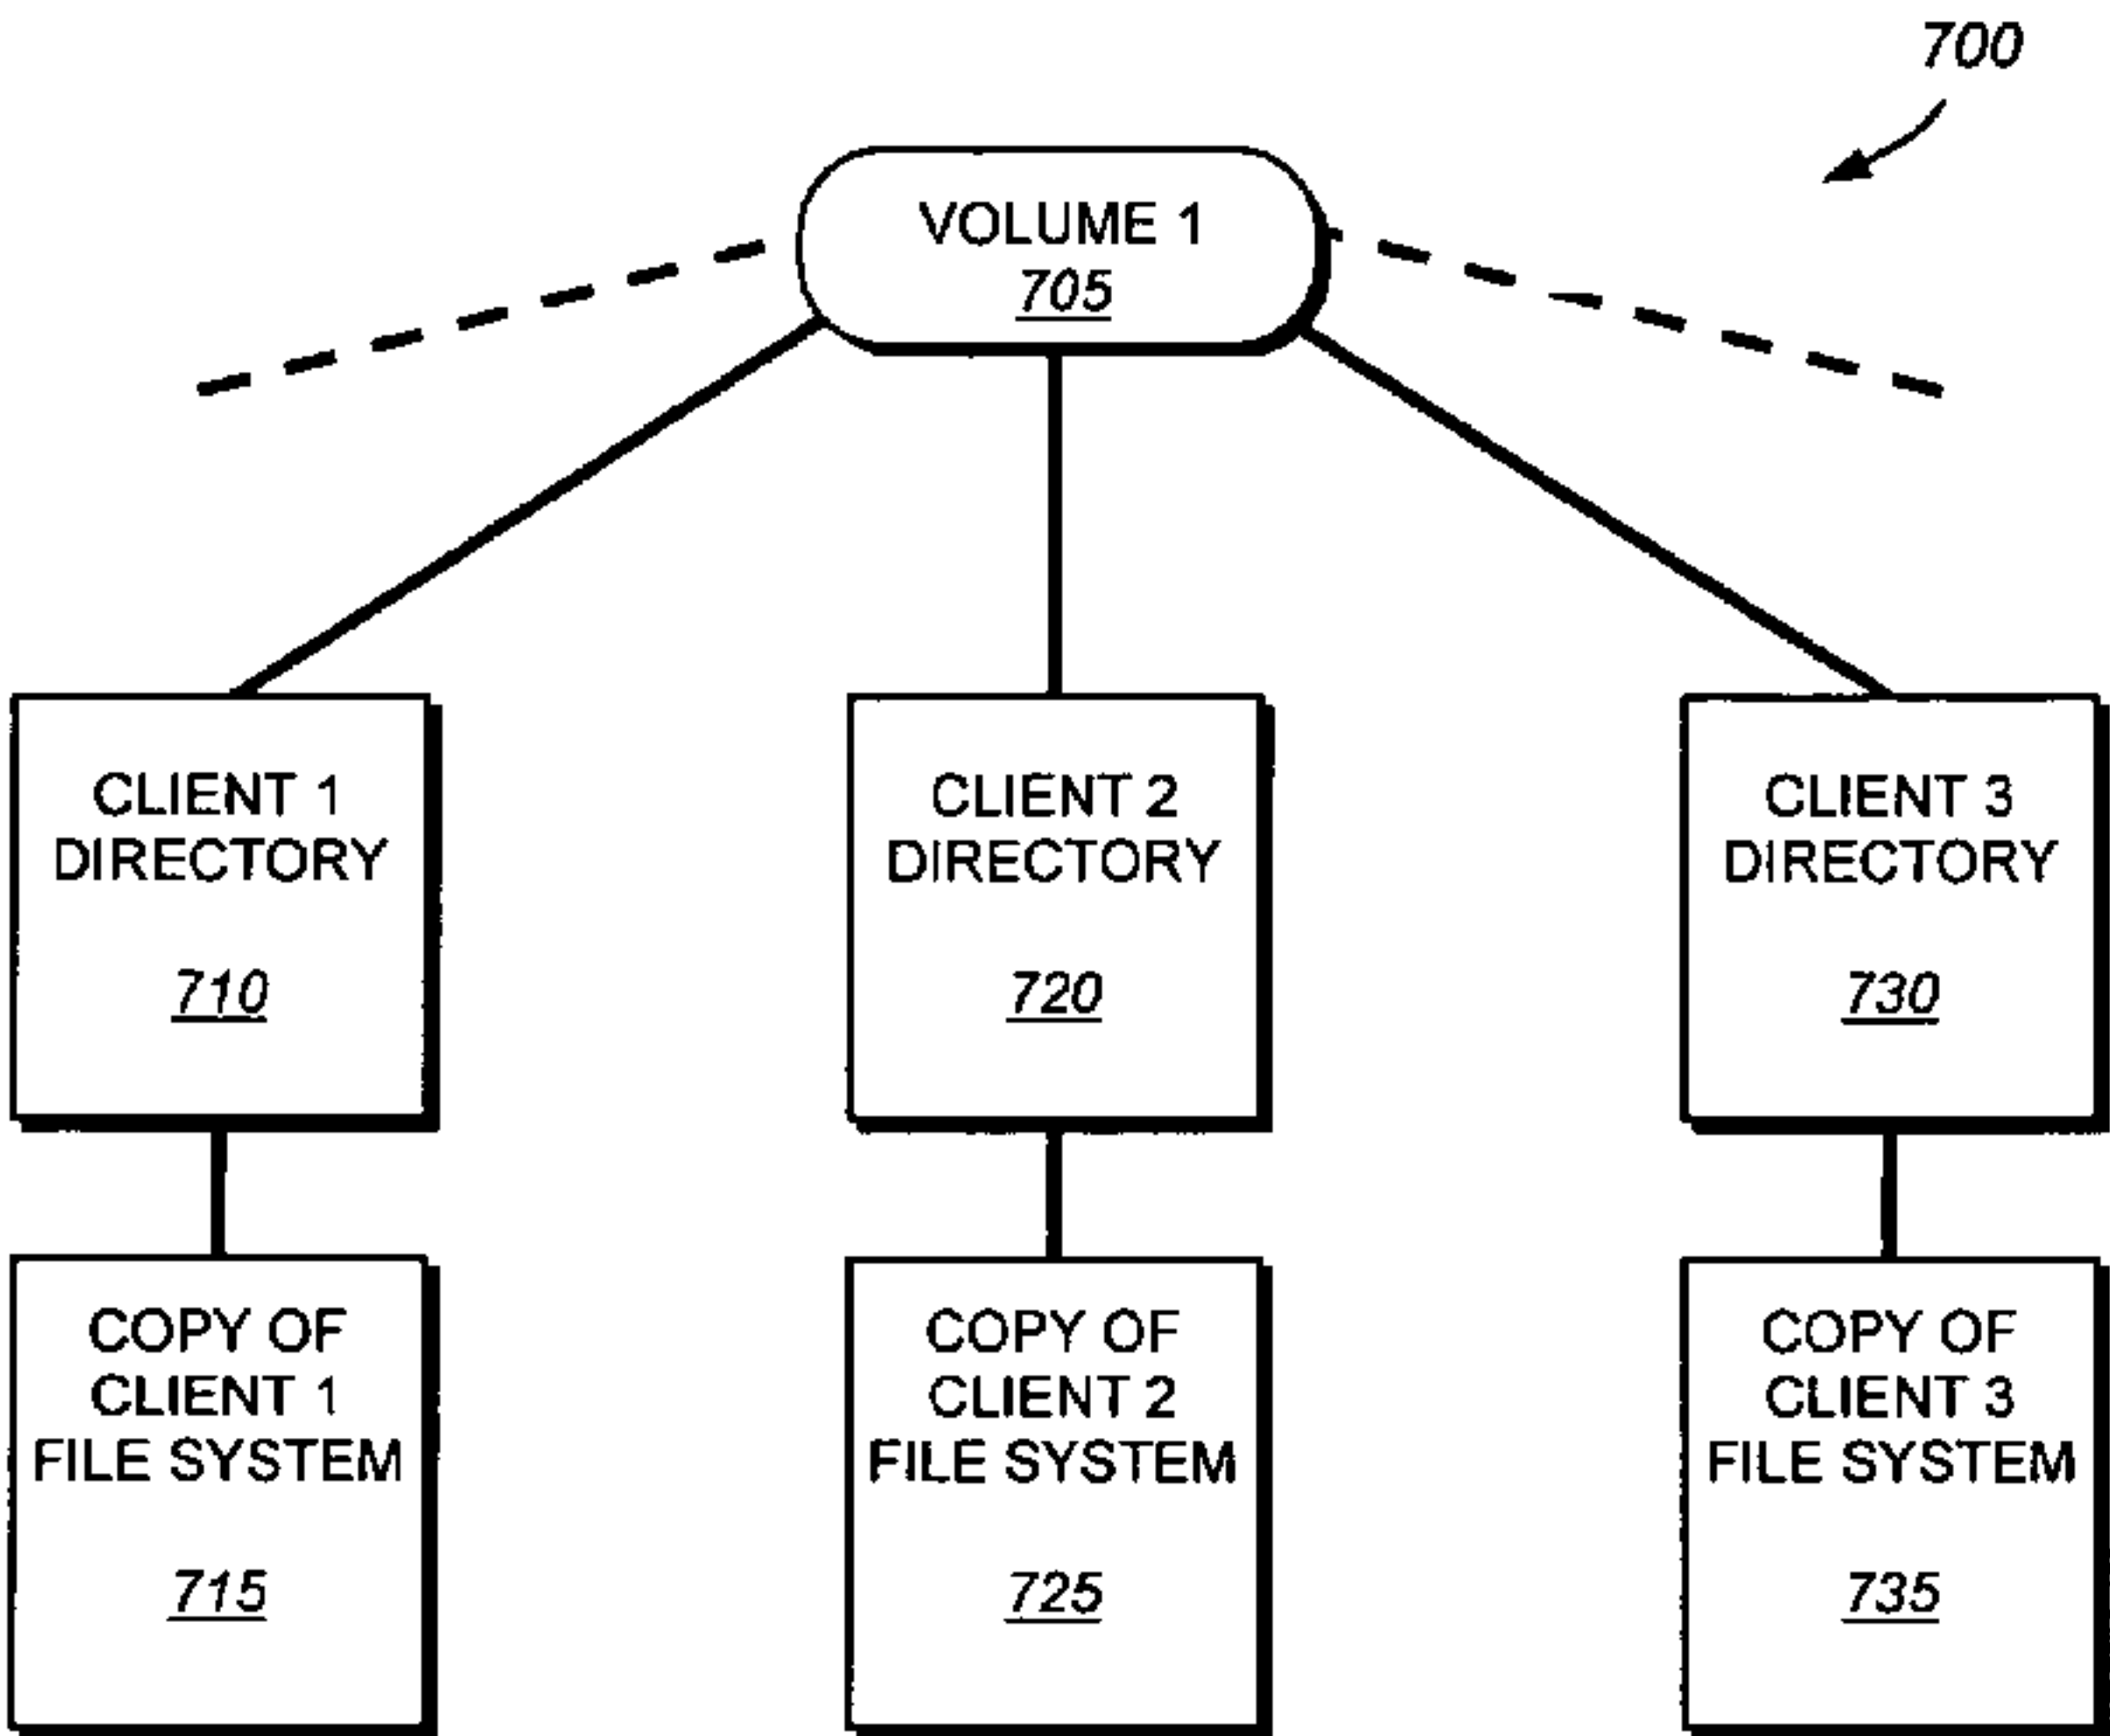 700
VOLUME 1
705
CLIENT 1
DIRECTORY
710
CLIENT 2
DIRECTORY
720
CLIENT 3
DIRECTORY
730
COPY OF
CLIENT 1
FILE SYSTEM
715
COPY OF
CLIENT 2
FILE SYSTEM
725
COPY OF
CLIENT 3
FILE SYSTEM
735